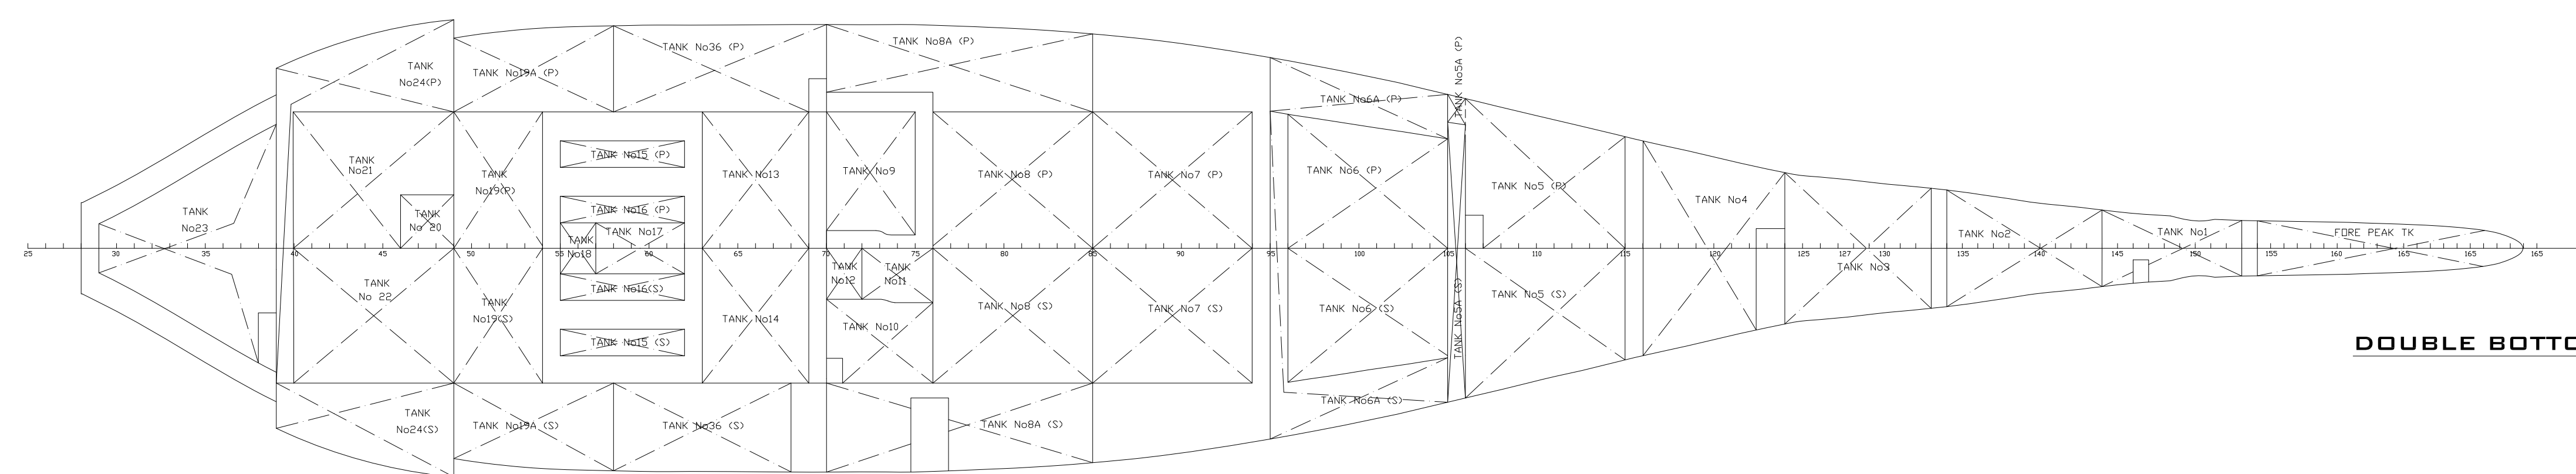 TANK
No24(P)
TANK No19A (P)
TANK No36 (P)
TANK No8A (P)
TANK No6A (P)
TANK No5A (P)
TANK
No21
TANK
No19(P)
TANK No15 (P)
TANK No13
TANK No9
TANK No8 (P)
TANK No7 (P)
TANK No6 (P)
TANK No5 (P)
TANK No4
TANK
No23
TANK
No 20
TANK No16 (P)
TANK No17
TANK
No18
TANK No2
TANK No1
FORE PEAK TK
25 30 35 40 45 50 55 60 65 70 75 80 85 90 95 100 105 110 115 120 125 127 130 135 140 145 150 155 160 165 165 165
TANK No3
TANK
No12
TANK
No11
TANK
No 22
TANK No16(S)
TANK
No19(S)
TANK No14
TANK No10
TANK No8 (S)
TANK No7 (S)
TANK No6 (S)
TANK No5A (S)
TANK No5 (S)
TANK No15 (S)
DOUBLE BOTTO
TANK No6A (S)
TANK
No24(S)
TANK No19A (S)
TANK No36 (S)
TANK No8A (S)